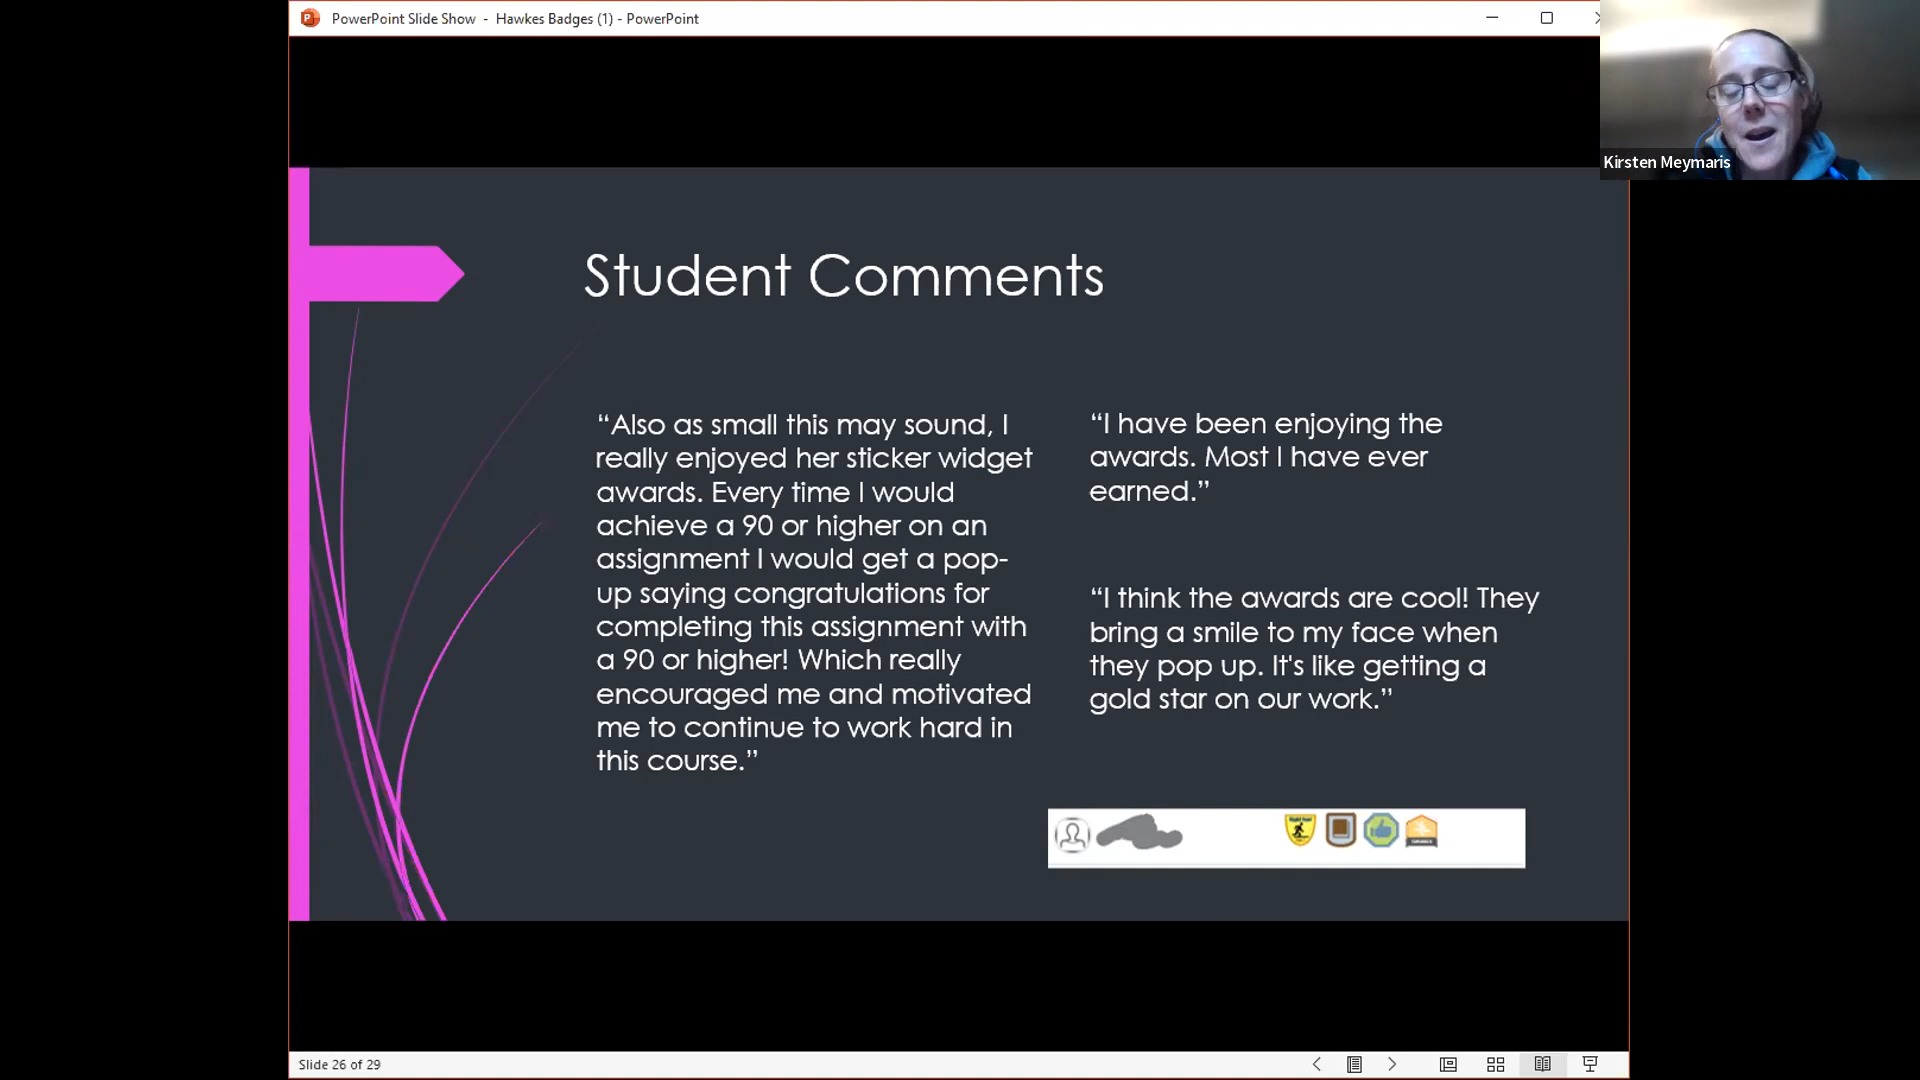 PowerPoint Slide Show - Hawkes Badges (1) - PowerPoint
Kirsten Meymaris
Student Comments
“Also as small this may sound, I
really enjoyed her sticker widget
awards. Every time I would
achieve a 90 or higher on an
assignment I would get a pop-
up saying congratulations for
completing this assignment with
a 90 or higher! Which really
encouraged me and motivated
me to continue to work hard in
this course.”
“I have been enjoying the
awards. Most I have ever
earned.”
“I think the awards are cool! They
bring a smile to my face when
they pop up. It's like getting a
gold star on our work.”
Slide 26 of 29